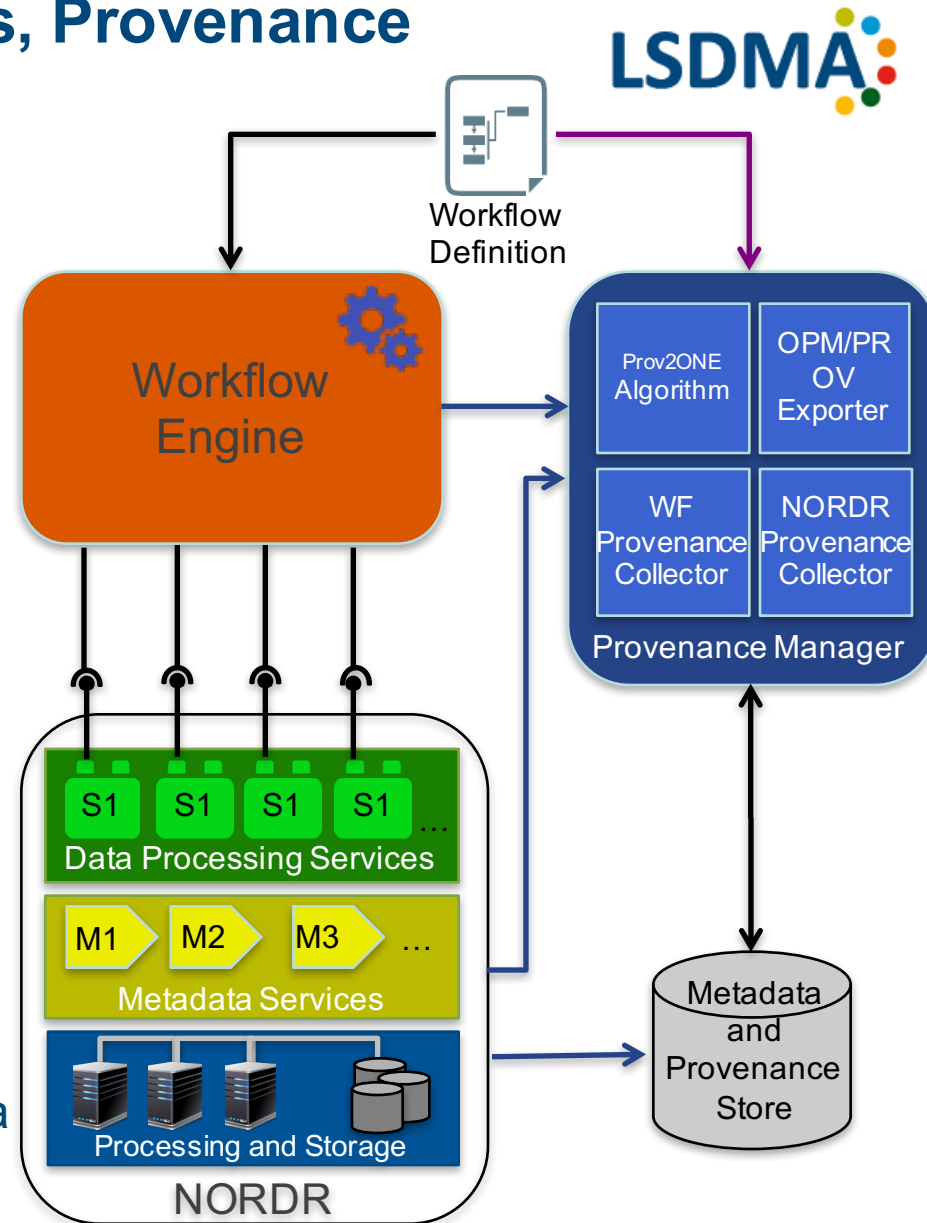 s, Provenance
LSDMA
Workflow
Definition
Workflow
Engine
Prov2ONE
Algorithm
OPM/PR
OV
Exporter
WF
Provenance
Collector
NORDR
Provenance
Collector
Provenance Manager
S1 S1 S1 S1 ...
Data Processing Services
M1 M2 M3 ...
Metadata Services
Metadata
and
Provenance
Store
a
Processing and Storage
NORDR